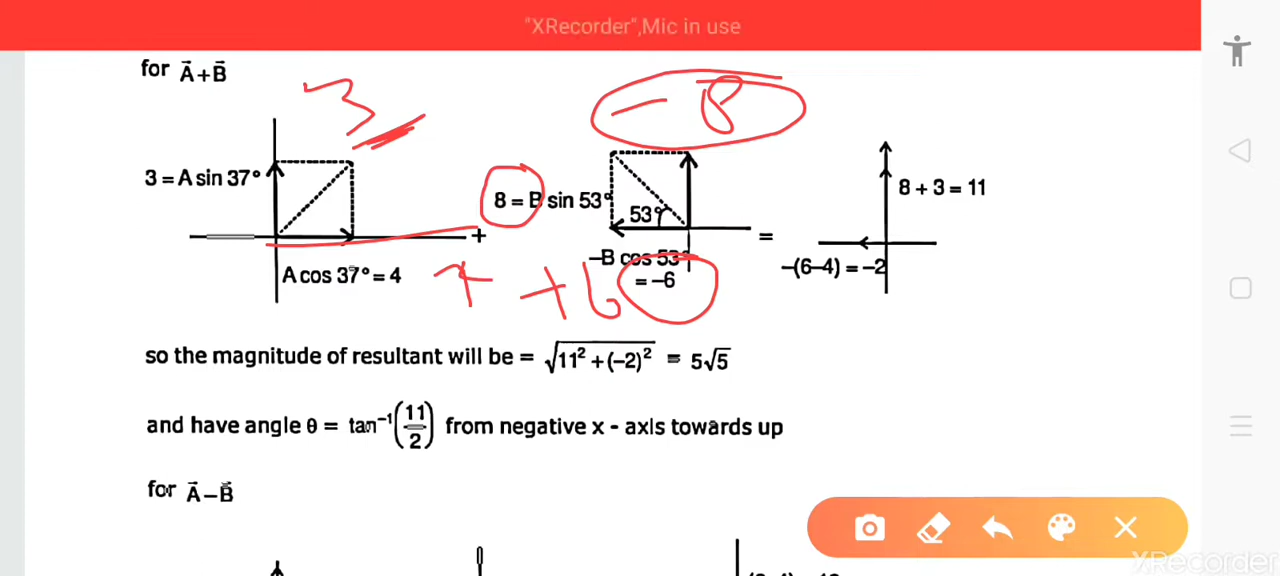 "XRecorder",Mic in use
for A⃗+B⃗
3
– 8
3 = A sin 37°
8 = B sin 53°
53°
8 + 3 = 11
+
=
–B cos 53°
= –6
A cos 37° = 4
–(6–4) = –2
+ 6
so the magnitude of resultant will be = √11² + (–2)² = 5√5
and have angle θ = tan⁻¹(11/2) from negative x - axis towards up
for A⃗–B⃗
XRecorder